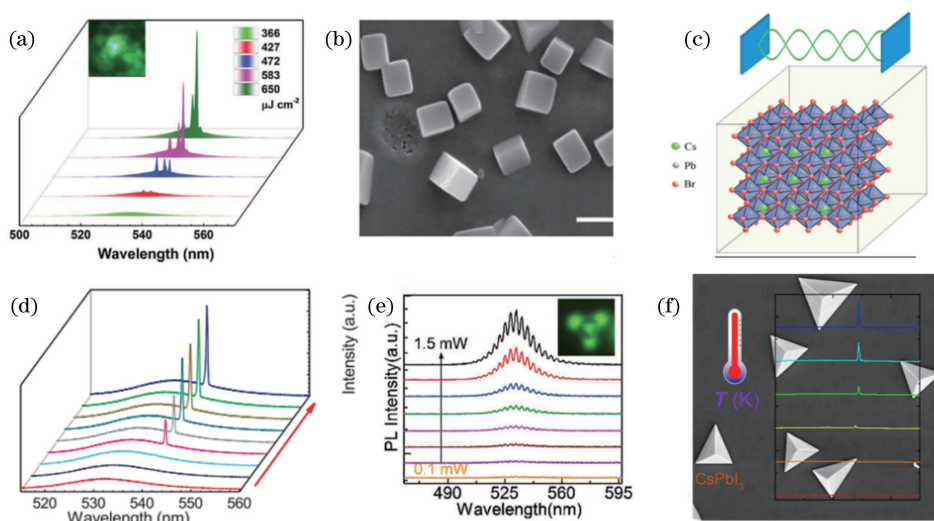 (a)
366
427
472
583
650
μJ cm⁻²
500
520
540
560
Wavelength (nm)
(b)
(c)
Cs
Pb
Br
(d)
520
530
540
550
560
Wavelength (nm)
Intensity (a.u.)
(e)
PL Intensity(a.u.)
1.5 mW
0.1 mW
490
525
560
595
Wavelength(nm)
(f)
T (K)
CsPbI₃